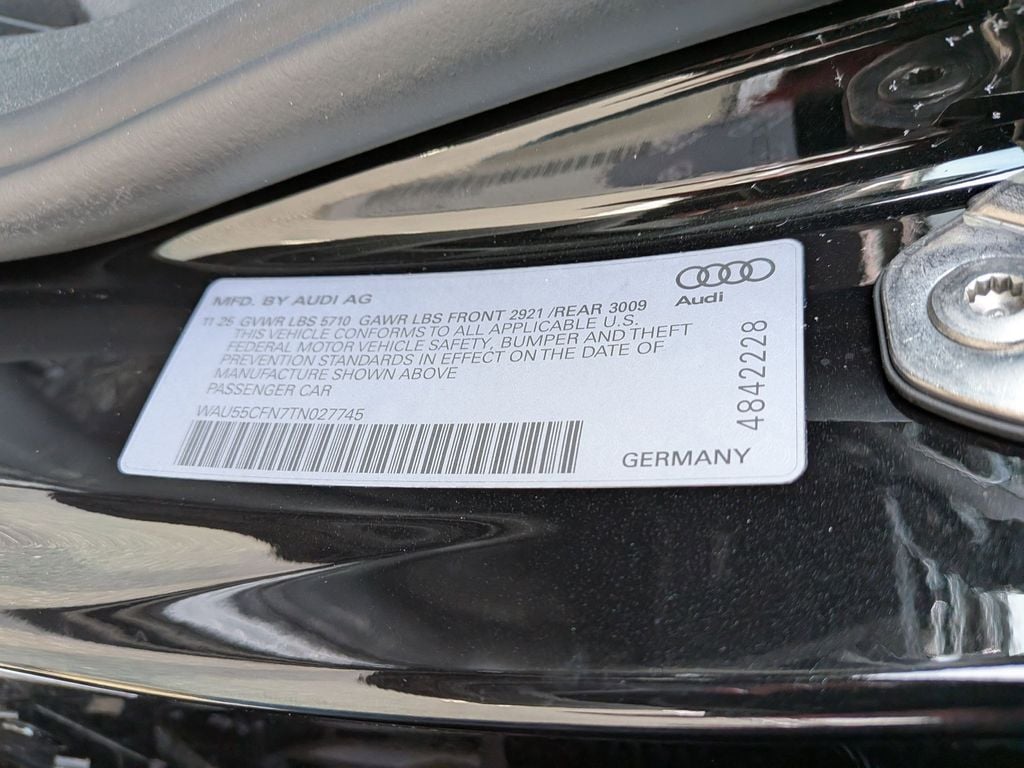 MFD. BY AUDI AG
11 25 GVWR LBS 5710 GAWR LBS FRONT 2921 /REAR 3009
THIS VEHICLE CONFORMS TO ALL APPLICABLE U.S.
FEDERAL MOTOR VEHICLE SAFETY, BUMPER AND THEFT
PREVENTION STANDARDS IN EFFECT ON THE DATE OF
MANUFACTURE SHOWN ABOVE
PASSENGER CAR
WAU55CFN7TN027745
Audi
4842228
GERMANY